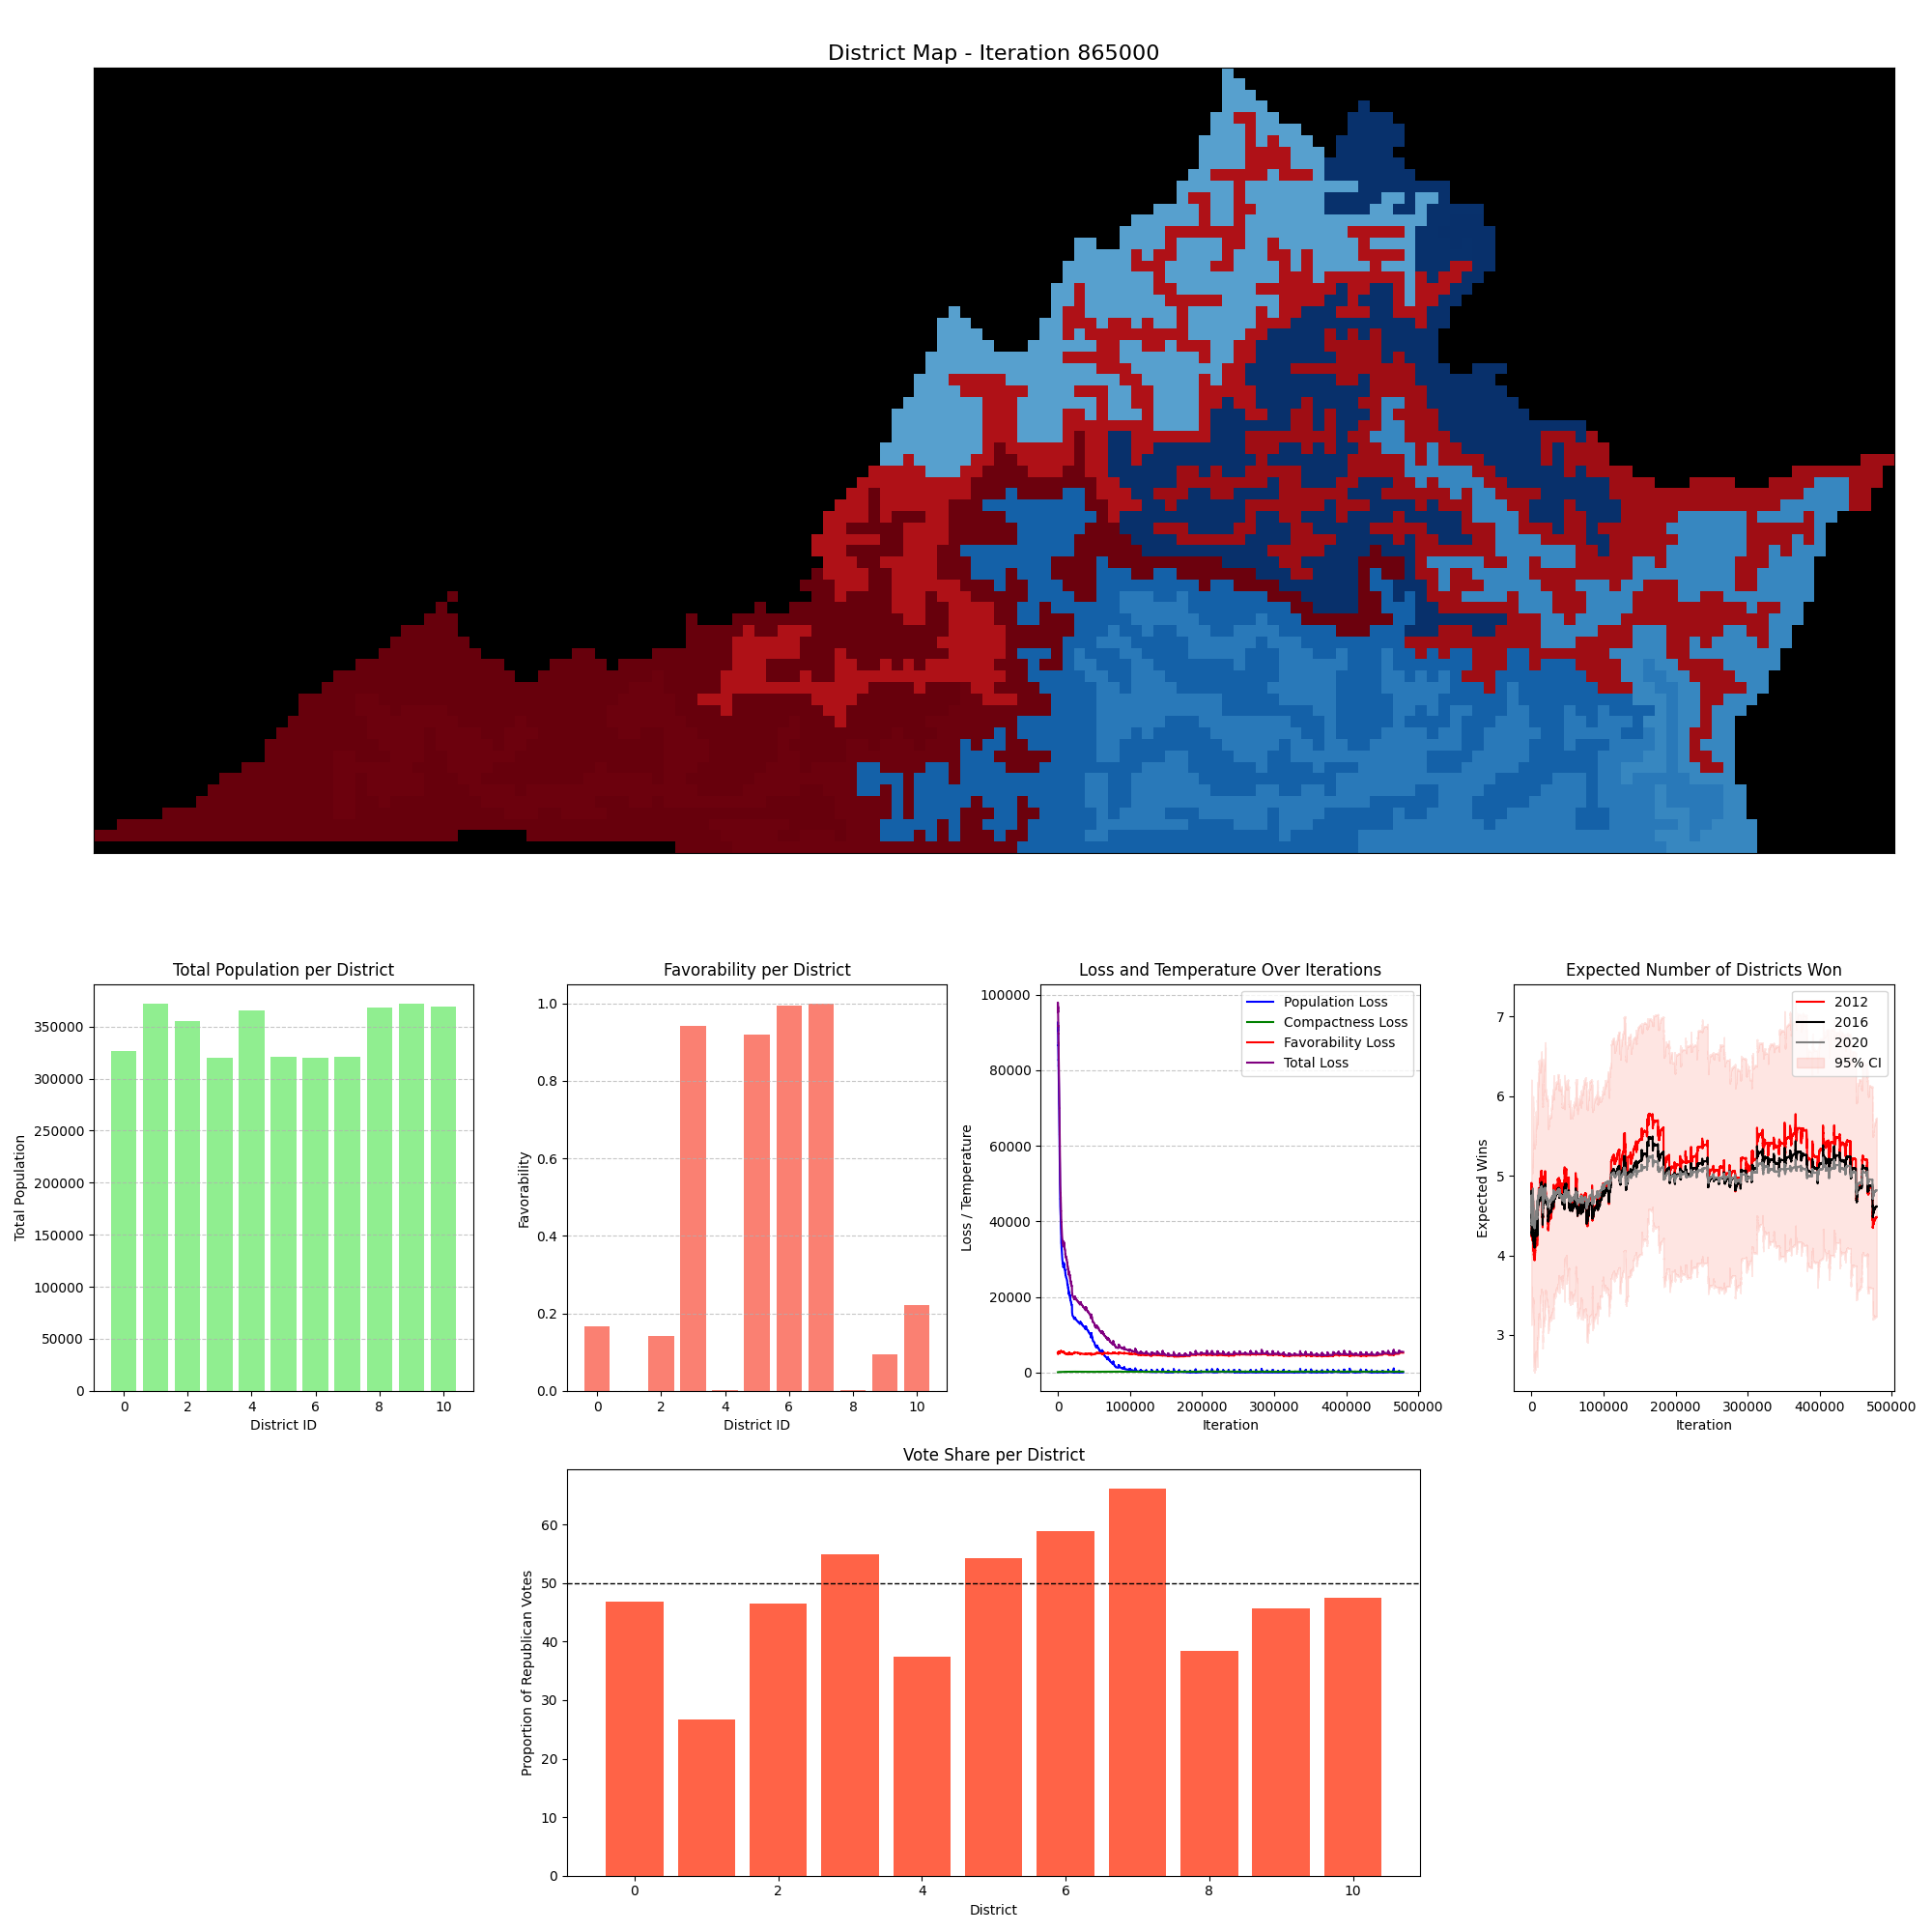 District Map - Iteration 865000
Total Population per District
Total Population
350000
300000
250000
200000
150000
100000
50000
0
0 2 4 6 8 10
District ID
Favorability per District
Favorability
1.0
0.8
0.6
0.4
0.2
0.0
0 2 4 6 8 10
District ID
Loss and Temperature Over Iterations
Loss / Temperature
100000
80000
60000
40000
20000
0
Population Loss
Compactness Loss
Favorability Loss
Total Loss
0 100000 200000 300000 400000 500000
Iteration
Expected Number of Districts Won
Expected Wins
7
6
5
4
3
2012
2016
2020
95% CI
0 100000 200000 300000 400000 500000
Iteration
Vote Share per District
Proportion of Republican Votes
60
50
40
30
20
10
0
0 2 4 6 8 10
District